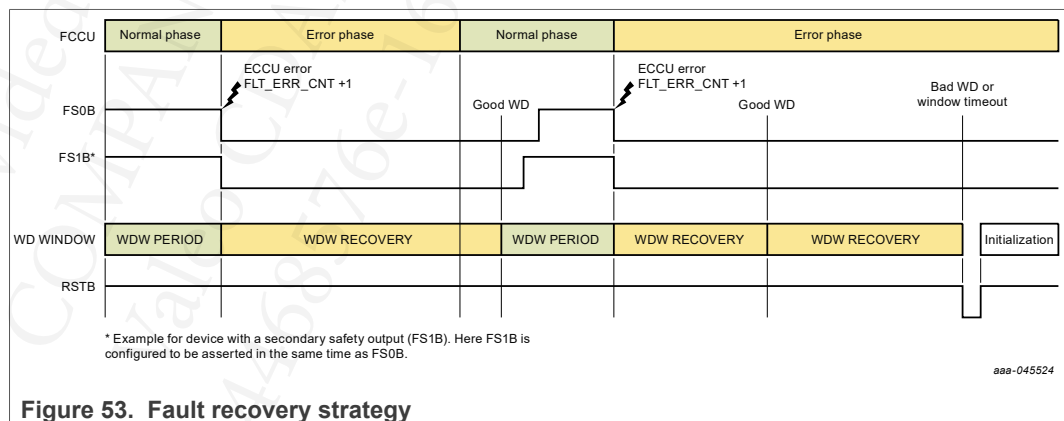 FCCU Normal phase Error phase Normal phase Error phase
ECCU error
FLT_ERR_CNT +1
ECCU error
FLT_ERR_CNT +1
Good WD
Good WD
Bad WD or
window timeout
FS0B
FS1B*
WD WINDOW WDW PERIOD WDW RECOVERY WDW PERIOD WDW RECOVERY WDW RECOVERY Initialization
RSTB
* Example for device with a secondary safety output (FS1B). Here FS1B is
configured to be asserted in the same time as FS0B.
aaa-045524
Figure 53. Fault recovery strategy